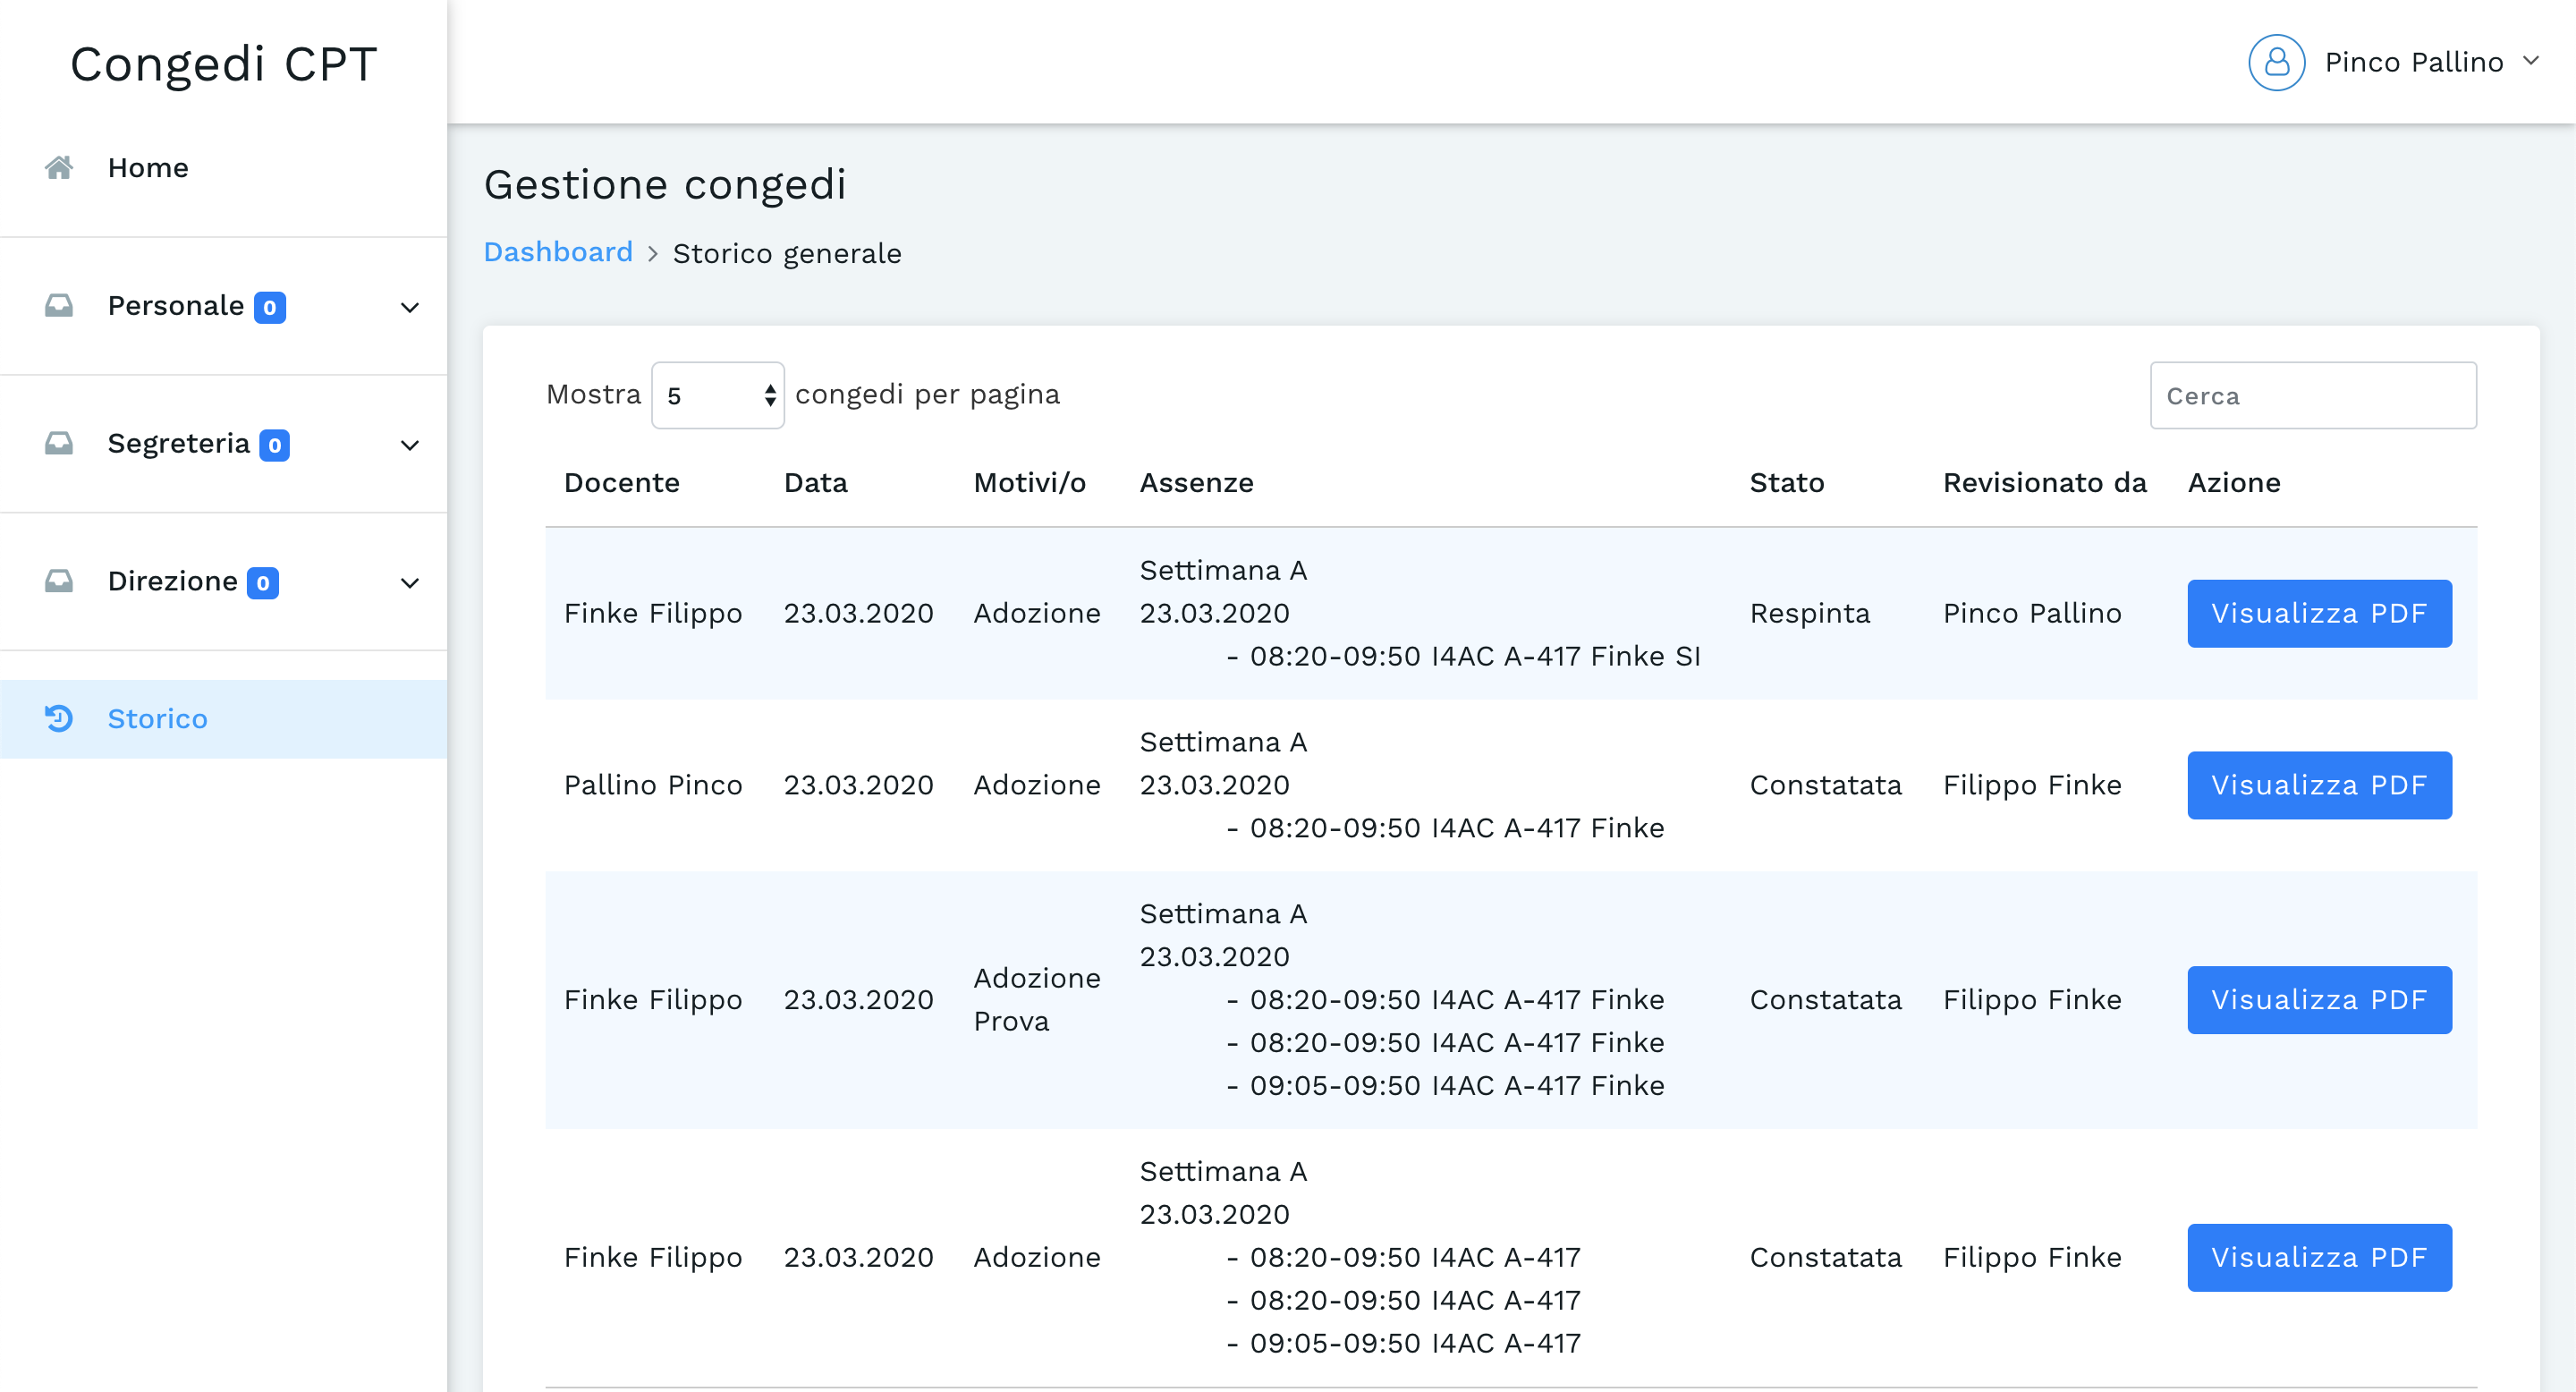 Congedi CPT
Pinco Pallino
Home
Personale 0
Segreteria 0
Direzione 0
Storico
Gestione congedi
Dashboard > Storico generale
Mostra 5 congedi per pagina
Cerca
Docente Data Motivi/o Assenze Stato Revisionato da Azione
Settimana A
Finke Filippo 23.03.2020 Adozione 23.03.2020 Respinta Pinco Pallino Visualizza PDF
- 08:20-09:50 I4AC A-417 Finke SI
Settimana A
Pallino Pinco 23.03.2020 Adozione 23.03.2020 Constatata Filippo Finke Visualizza PDF
- 08:20-09:50 I4AC A-417 Finke
Settimana A
23.03.2020
Adozione
Finke Filippo 23.03.2020 - 08:20-09:50 I4AC A-417 Finke Constatata Filippo Finke Visualizza PDF
Prova
- 08:20-09:50 I4AC A-417 Finke
- 09:05-09:50 I4AC A-417 Finke
Settimana A
23.03.2020
Finke Filippo 23.03.2020 Adozione - 08:20-09:50 I4AC A-417 Constatata Filippo Finke Visualizza PDF
- 08:20-09:50 I4AC A-417
- 09:05-09:50 I4AC A-417